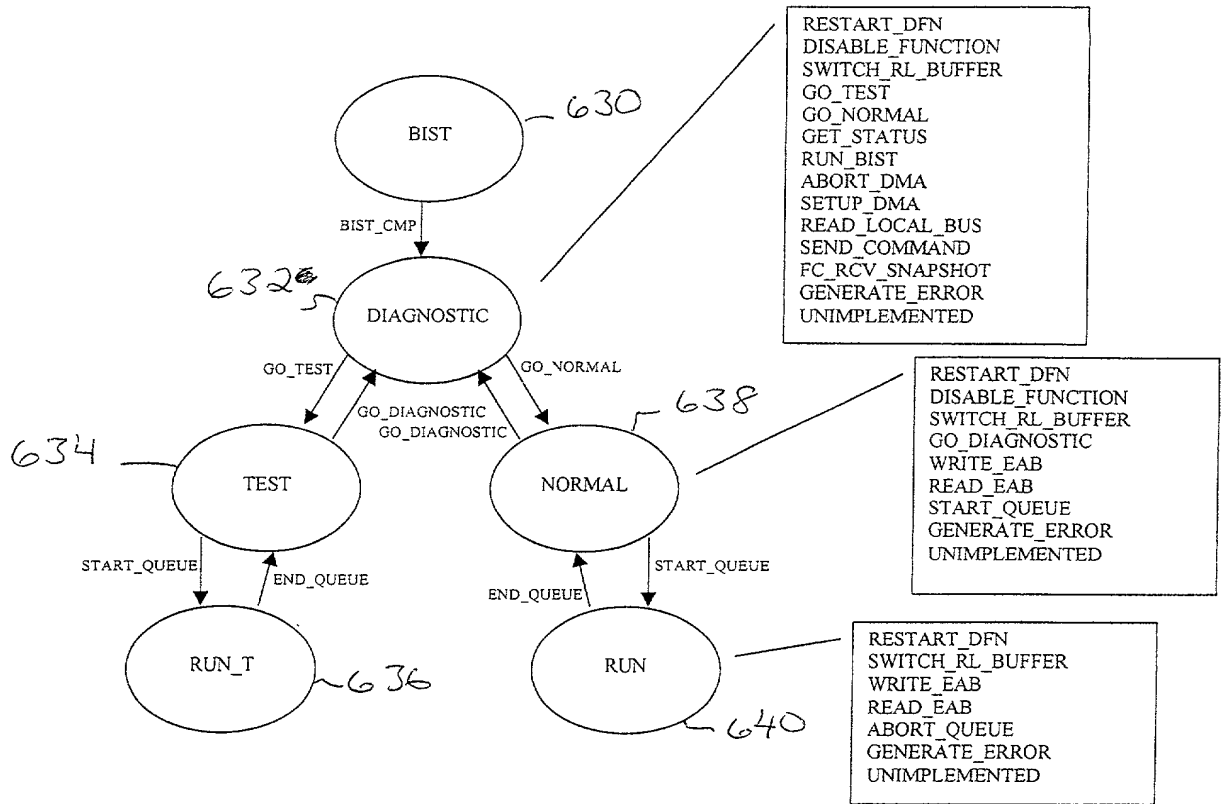 RESTART_DFN
DISABLE_FUNCTION
SWITCH_RL_BUFFER
GO_TEST
GO_NORMAL
GET_STATUS
RUN_BIST
ABORT_DMA
SETUP_DMA
READ_LOCAL_BUS
SEND_COMMAND
FC_RCV_SNAPSHOT
GENERATE_ERROR
UNIMPLEMENTED
BIST
630
BIST_CMP
632
DIAGNOSTIC
GO_TEST
GO_NORMAL
GO_DIAGNOSTIC
GO_DIAGNOSTIC
638
RESTART_DFN
DISABLE_FUNCTION
SWITCH_RL_BUFFER
GO_DIAGNOSTIC
WRITE_EAB
READ_EAB
START_QUEUE
GENERATE_ERROR
UNIMPLEMENTED
634
TEST
NORMAL
START_QUEUE
END_QUEUE
END_QUEUE
START_QUEUE
RUN_T
636
RUN
640
RESTART_DFN
SWITCH_RL_BUFFER
WRITE_EAB
READ_EAB
ABORT_QUEUE
GENERATE_ERROR
UNIMPLEMENTED